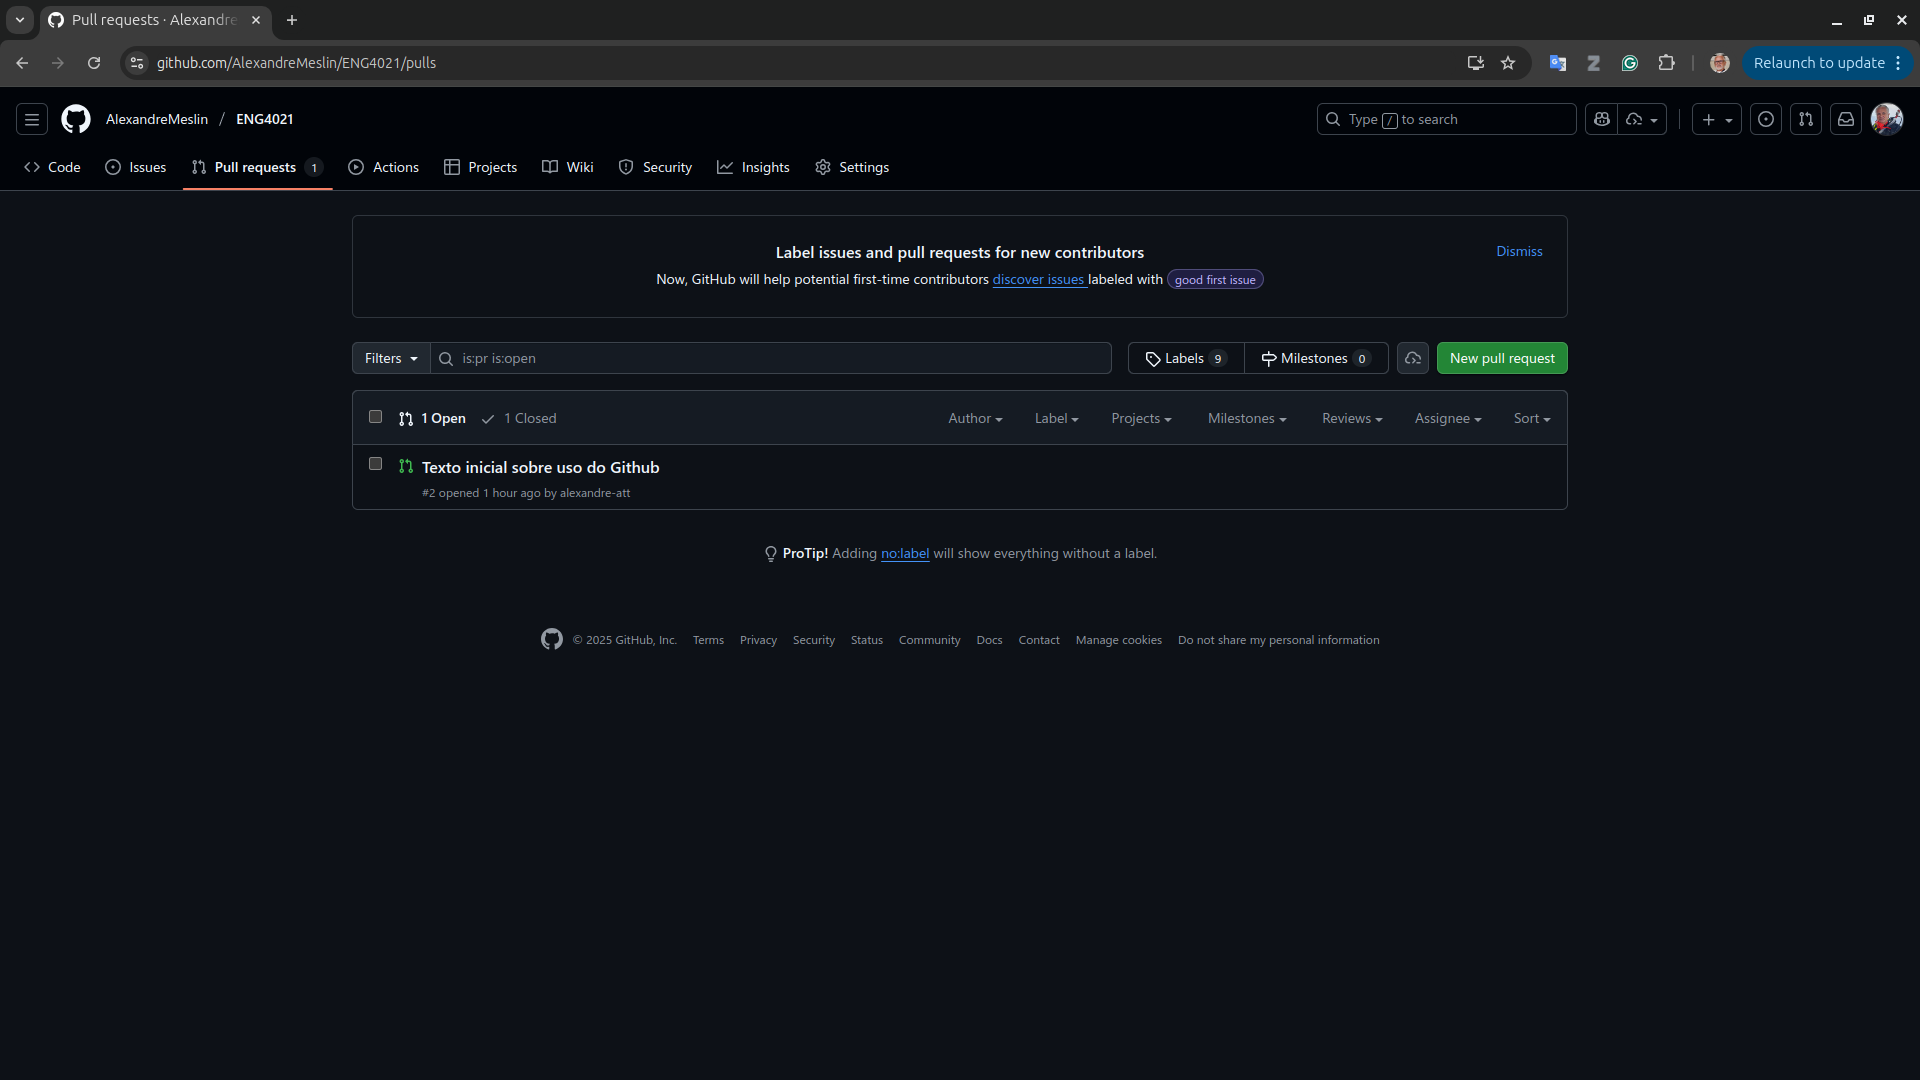 Pull requests · Alexandre
github.com/AlexandreMeslin/ENG4021/pulls
Relaunch to update
AlexandreMeslin / ENG4021
Type / to search
Code Issues Pull requests 1 Actions Projects Wiki Security Insights Settings
Label issues and pull requests for new contributors
Dismiss
Now, GitHub will help potential first-time contributors discover issues labeled with good first issue
Filters is:pr is:open Labels 9 Milestones 0 New pull request
1 Open 1 Closed Author Label Projects Milestones Reviews Assignee Sort
Texto inicial sobre uso do Github
#2 opened 1 hour ago by alexandre-att
ProTip! Adding no:label will show everything without a label.
© 2025 GitHub, Inc. Terms Privacy Security Status Community Docs Contact Manage cookies Do not share my personal information